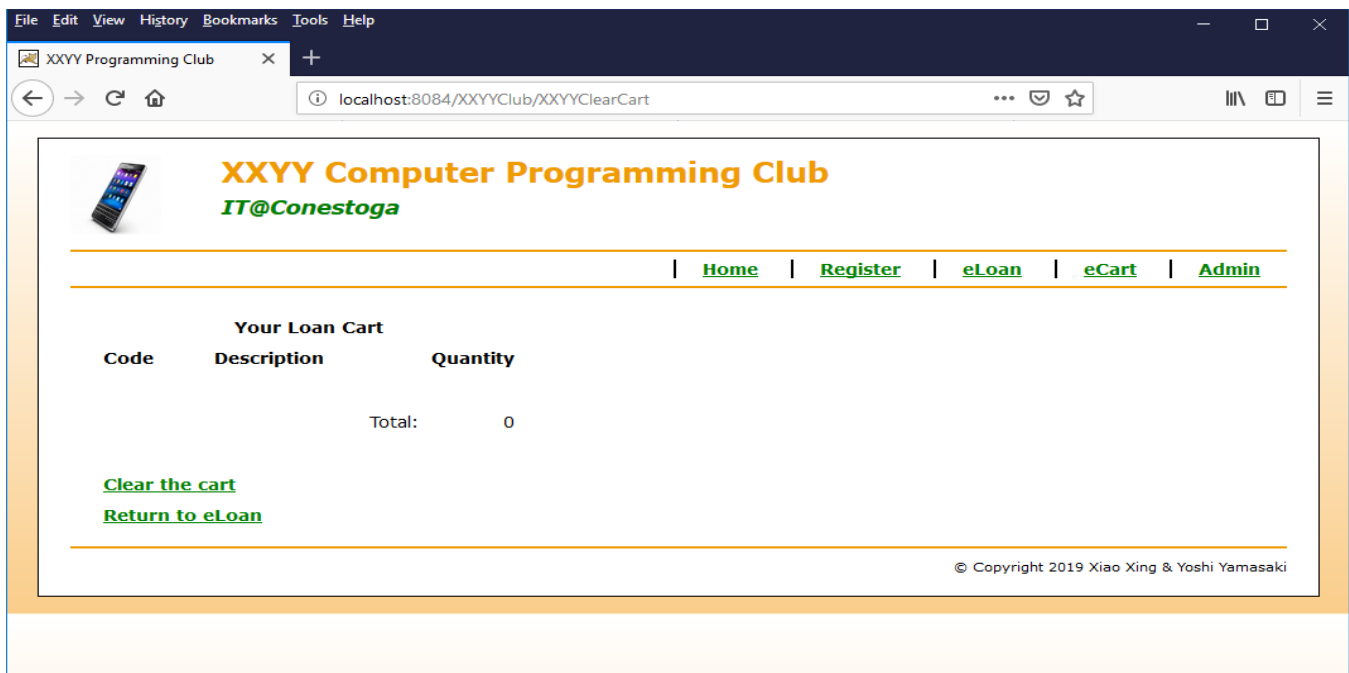 File Edit View History Bookmarks Tools Help
XXYY Programming Club
localhost:8084/XXYYClub/XXYYClearCart
XXYY Computer Programming Club
IT@Conestoga
Home Register eLoan eCart Admin
Your Loan Cart
Code Description Quantity
Total: 0
Clear the cart
Return to eLoan
© Copyright 2019 Xiao Xing & Yoshi Yamasaki